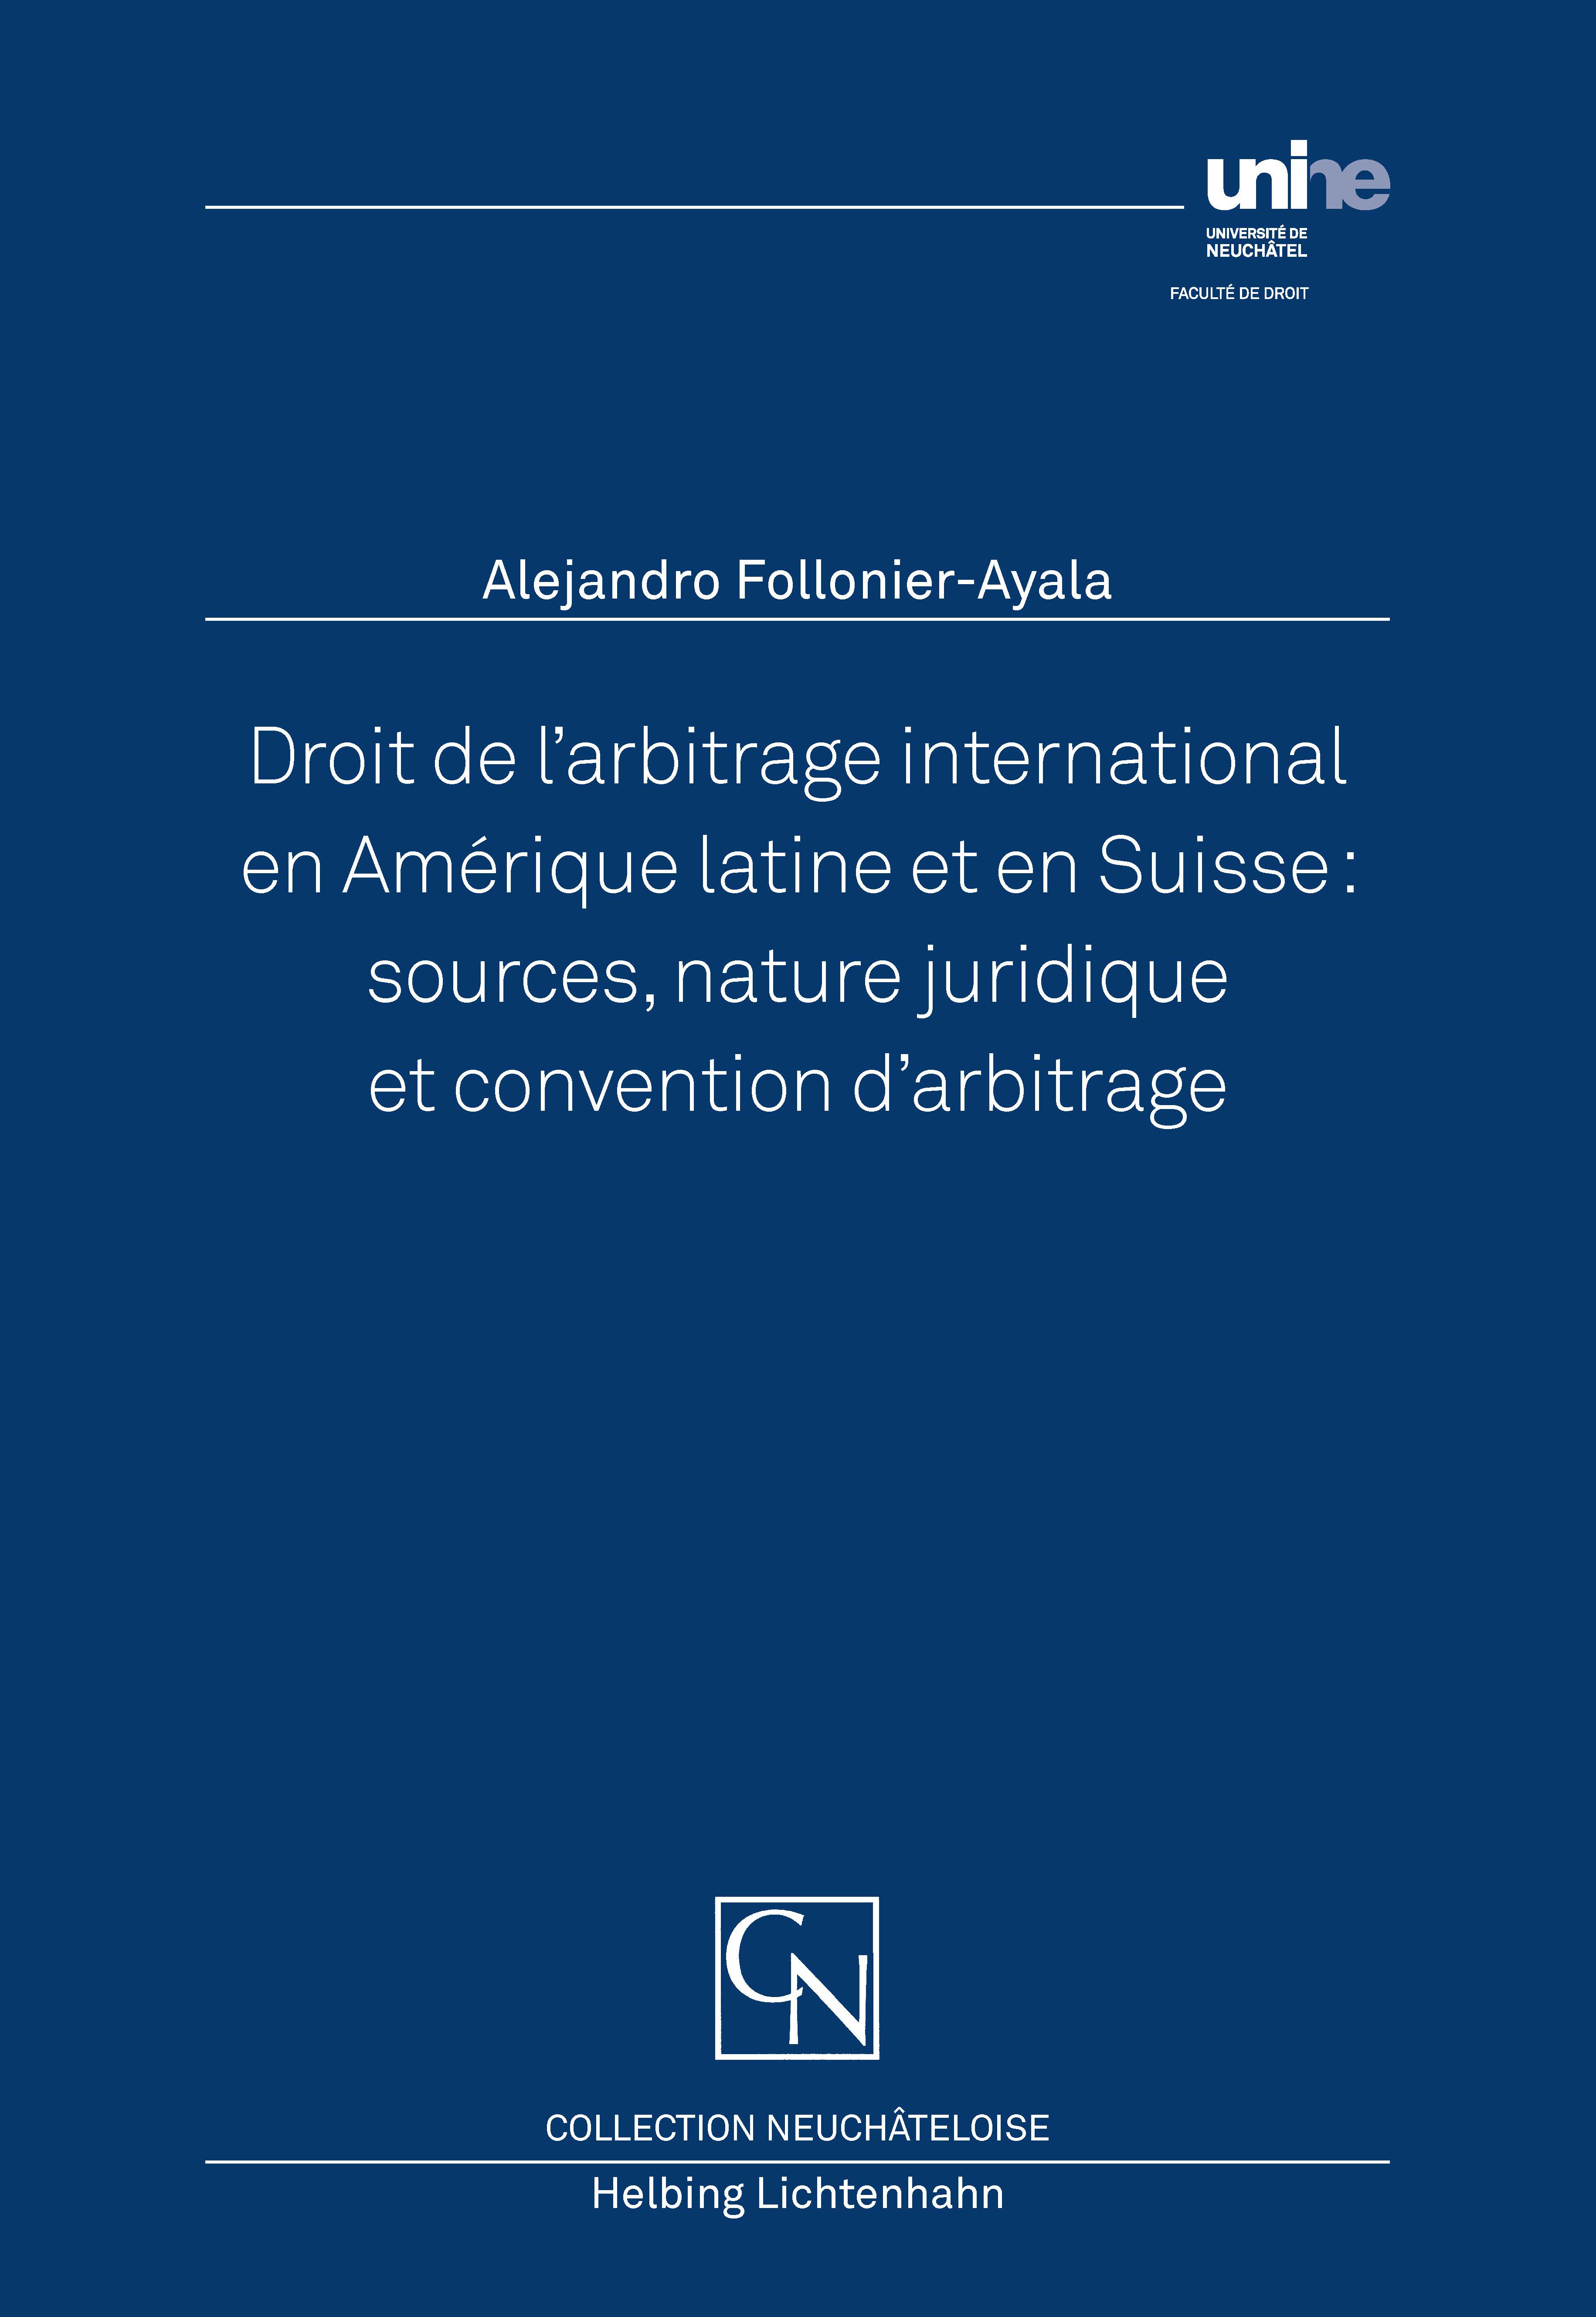 unine
UNIVERSITÉ DE
NEUCHÂTEL
FACULTÉ DE DROIT
Alejandro Follonier-Ayala
Droit de l’arbitrage international
en Amérique latine et en Suisse :
sources, nature juridique
et convention d’arbitrage
CN
COLLECTION NEUCHÂTELOISE
Helbing Lichtenhahn